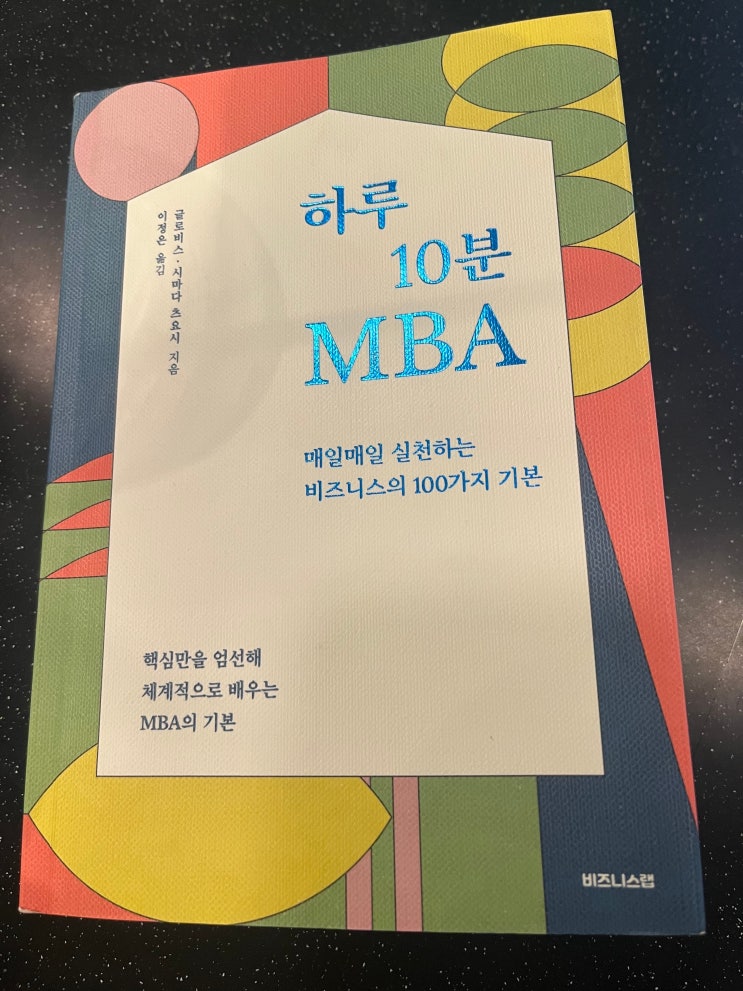 하루
10분
MBA
글로비스·시마다 츠요시 지음
이정은 옮김
매일매일 실천하는
비즈니스의 100가지 기본
핵심만을 엄선해
체계적으로 배우는
MBA의 기본
비즈니스랩